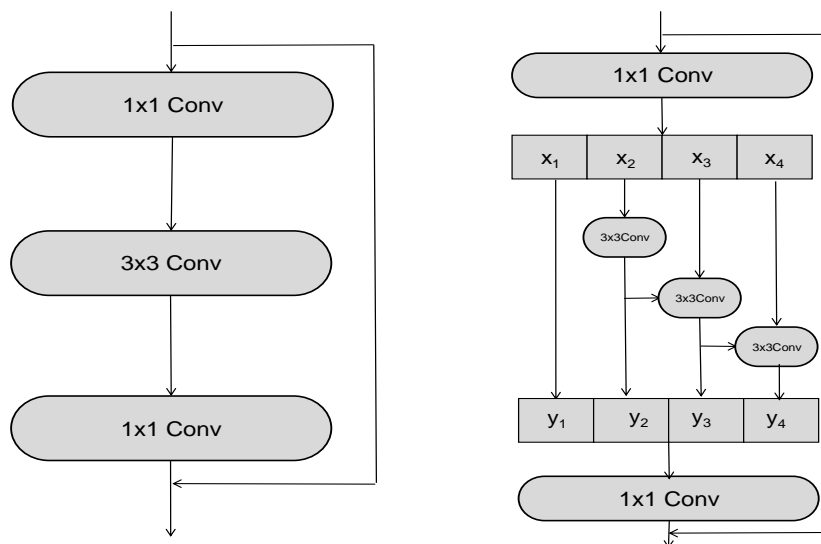 1x1 Conv
3x3 Conv
1x1 Conv
1x1 Conv
x₁ x₂ x₃ x₄
3x3Conv
3x3Conv
3x3Conv
y₁ y₂ y₃ y₄
1x1 Conv